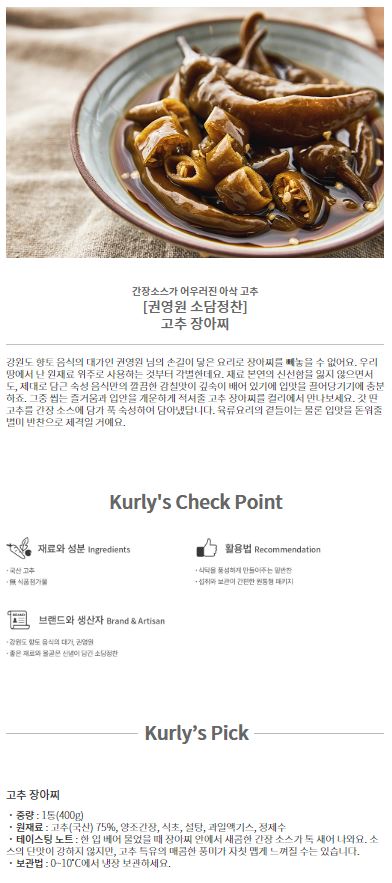 간장소스가 어우러진 아삭 고추
[권영원 소담정찬]
고추 장아찌
강원도 향토 음식의 대가인 권영원 님의 손길이 닿은 요리로 장아찌를 빼놓을 수 없어요. 우리
땅에서 난 원재료 위주로 사용하는 것부터 각별한데요. 재료 본연의 신선함을 잃지 않으면서
도, 제대로 담근 숙성 음식만의 깔끔한 감칠맛이 깊숙이 배어 있기에 입맛을 끌어당기기에 충분
하죠. 그중 씹는 즐거움과 입안을 개운하게 적셔줄 고추 장아찌를 컬리에서 만나보세요. 갓 딴
고추를 간장 소스에 담가 푹 숙성하여 담아냈답니다. 육류요리의 곁들이는 물론 입맛을 돋워줄
별미 반찬으로 제격일 거예요.
Kurly's Check Point
재료와 성분 Ingredients
· 국산 고추
· 無 식품첨가물
활용법 Recommendation
· 식탁을 풍성하게 만들어주는 밑반찬
· 섭취와 보관이 간편한 원통형 패키지
브랜드와 생산자 Brand & Artisan
· 강원도 향토 음식의 대가, 권영원
· 좋은 재료와 올곧은 신념이 담긴 소담정찬
Kurly's Pick
고추 장아찌
· 중량 : 1통(400g)
· 원재료 : 고추(국산) 75%, 양조간장, 식초, 설탕, 과일엑기스, 정제수
· 테이스팅 노트 : 한 입 베어 물었을 때 장아찌 안에서 새콤한 간장 소스가 톡 새어 나와요. 소
스의 단맛이 강하지 않지만, 고추 특유의 매콤한 풍미가 자칫 맵게 느껴질 수는 있습니다.
· 보관법 : 0~10℃에서 냉장 보관하세요.